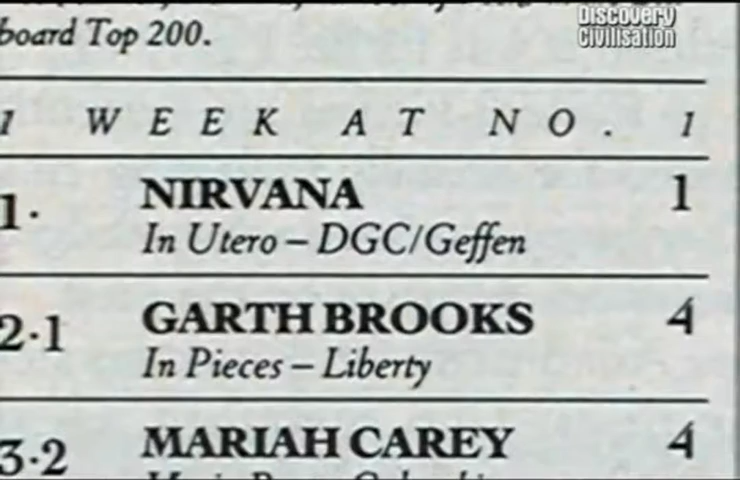 board Top 200.
Discovery
Civilisation
1 WEEK AT NO. 1
1· NIRVANA 1
In Utero – DGC/Geffen
2·1 GARTH BROOKS 4
In Pieces – Liberty
3·2 MARIAH CAREY 4